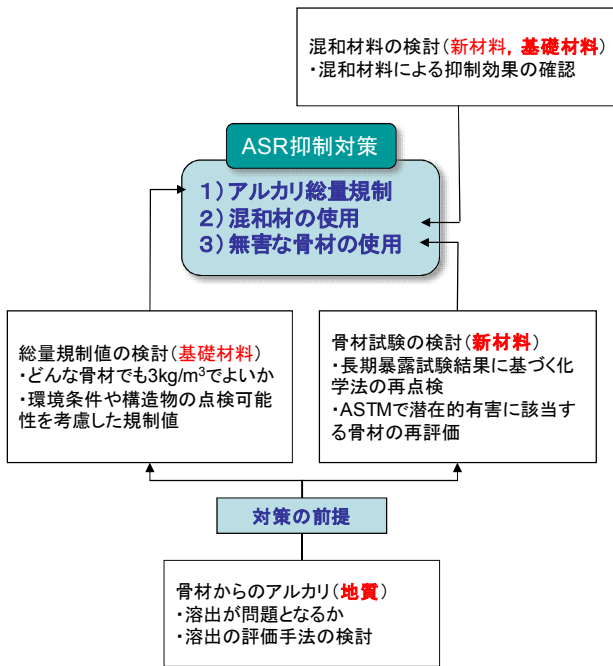 混和材料の検討(新材料, 基礎材料)
・混和材料による抑制効果の確認
ASR抑制対策
1)アルカリ総量規制
2)混和材の使用
3)無害な骨材の使用
総量規制値の検討(基礎材料)
・どんな骨材でも3kg/m³でよいか
・環境条件や構造物の点検可能
性を考慮した規制値
骨材試験の検討(新材料)
・長期暴露試験結果に基づく化
学法の再点検
・ASTMで潜在的有害に該当す
る骨材の再評価
対策の前提
骨材からのアルカリ(地質)
・溶出が問題となるか
・溶出の評価手法の検討